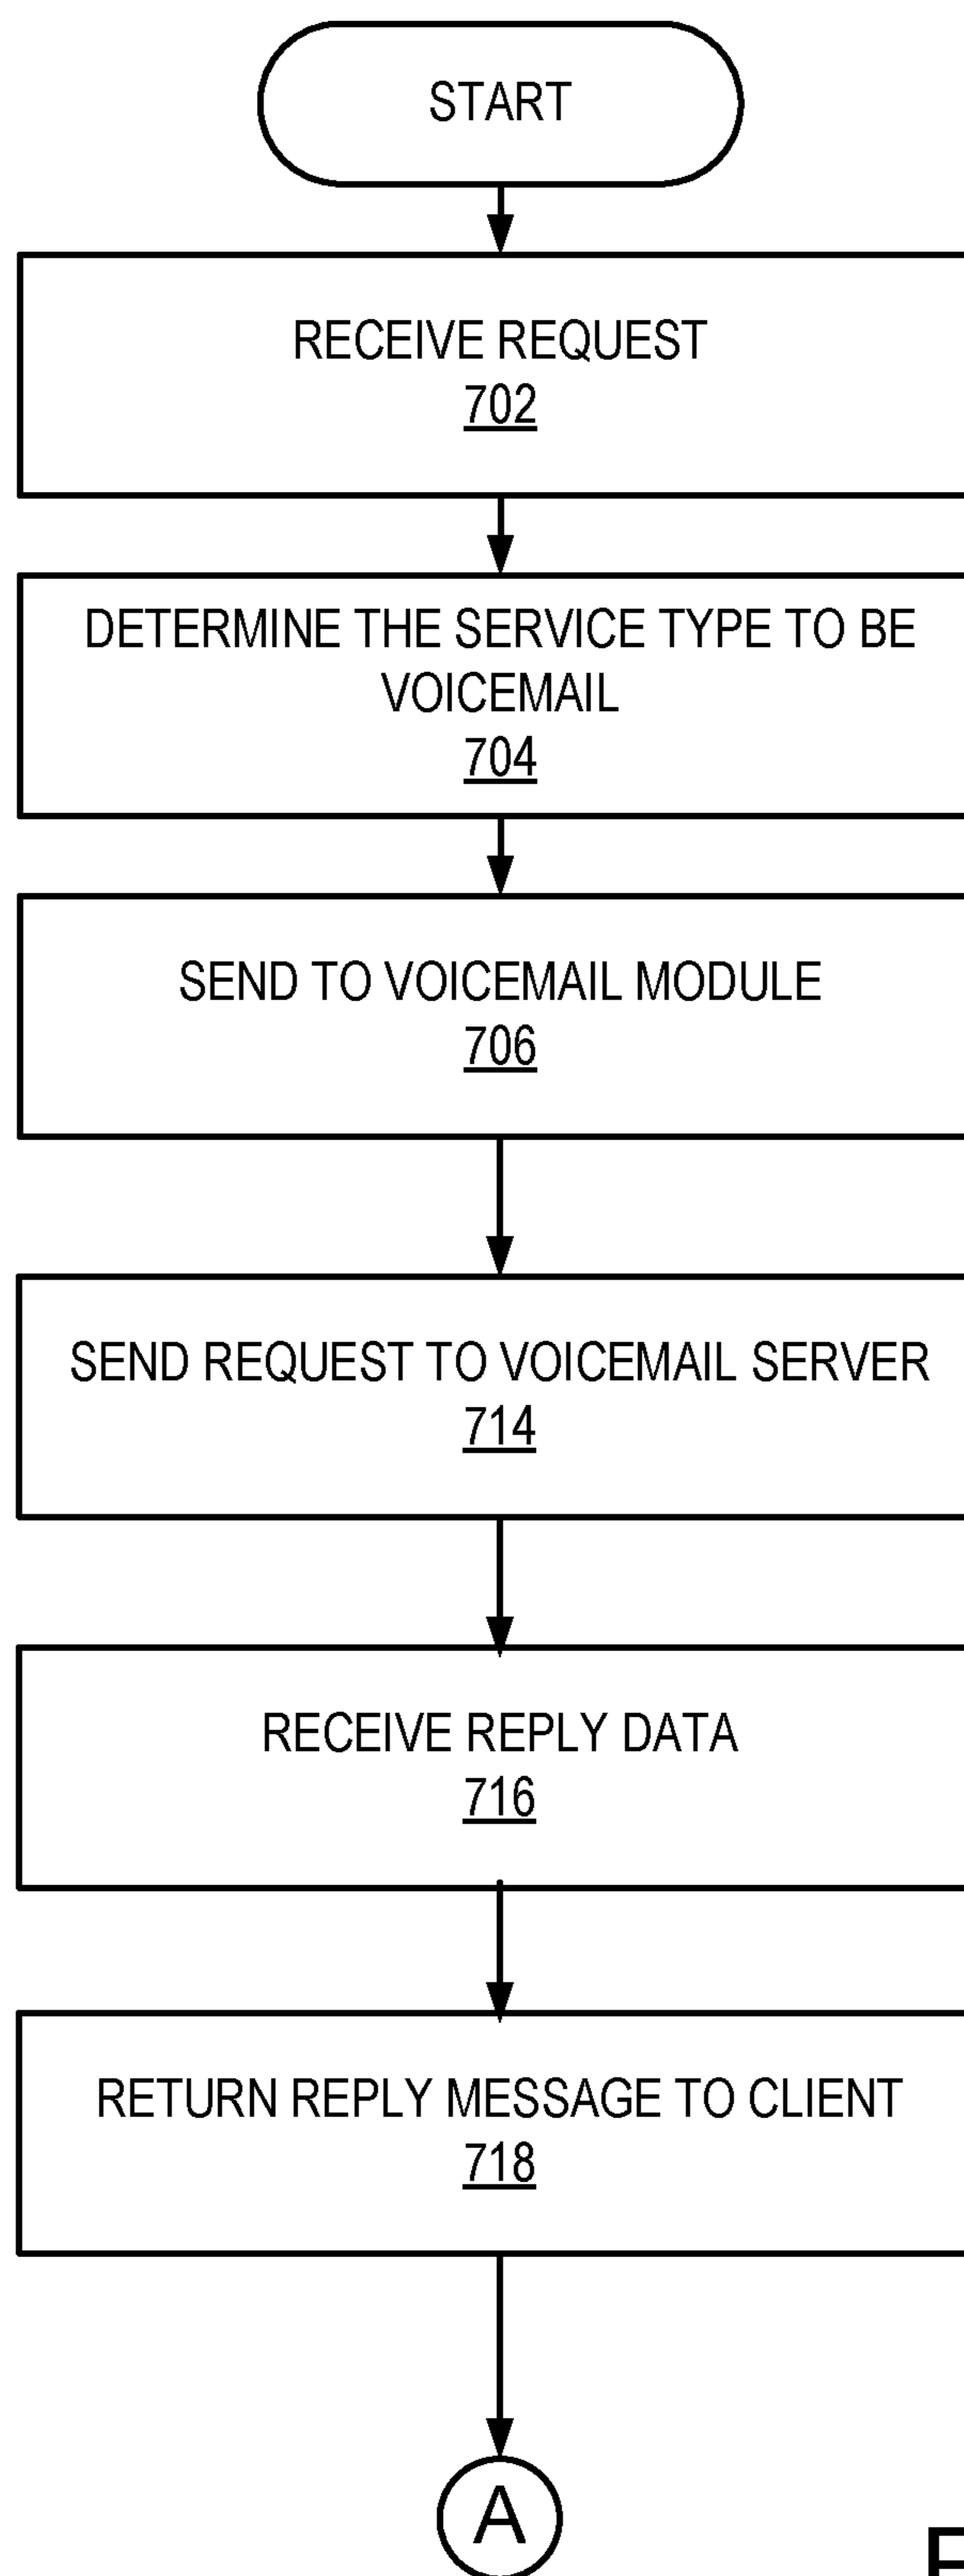 START
RECEIVE REQUEST
702
DETERMINE THE SERVICE TYPE TO BE
VOICEMAIL
704
SEND TO VOICEMAIL MODULE
706
SEND REQUEST TO VOICEMAIL SERVER
714
RECEIVE REPLY DATA
716
RETURN REPLY MESSAGE TO CLIENT
718
A